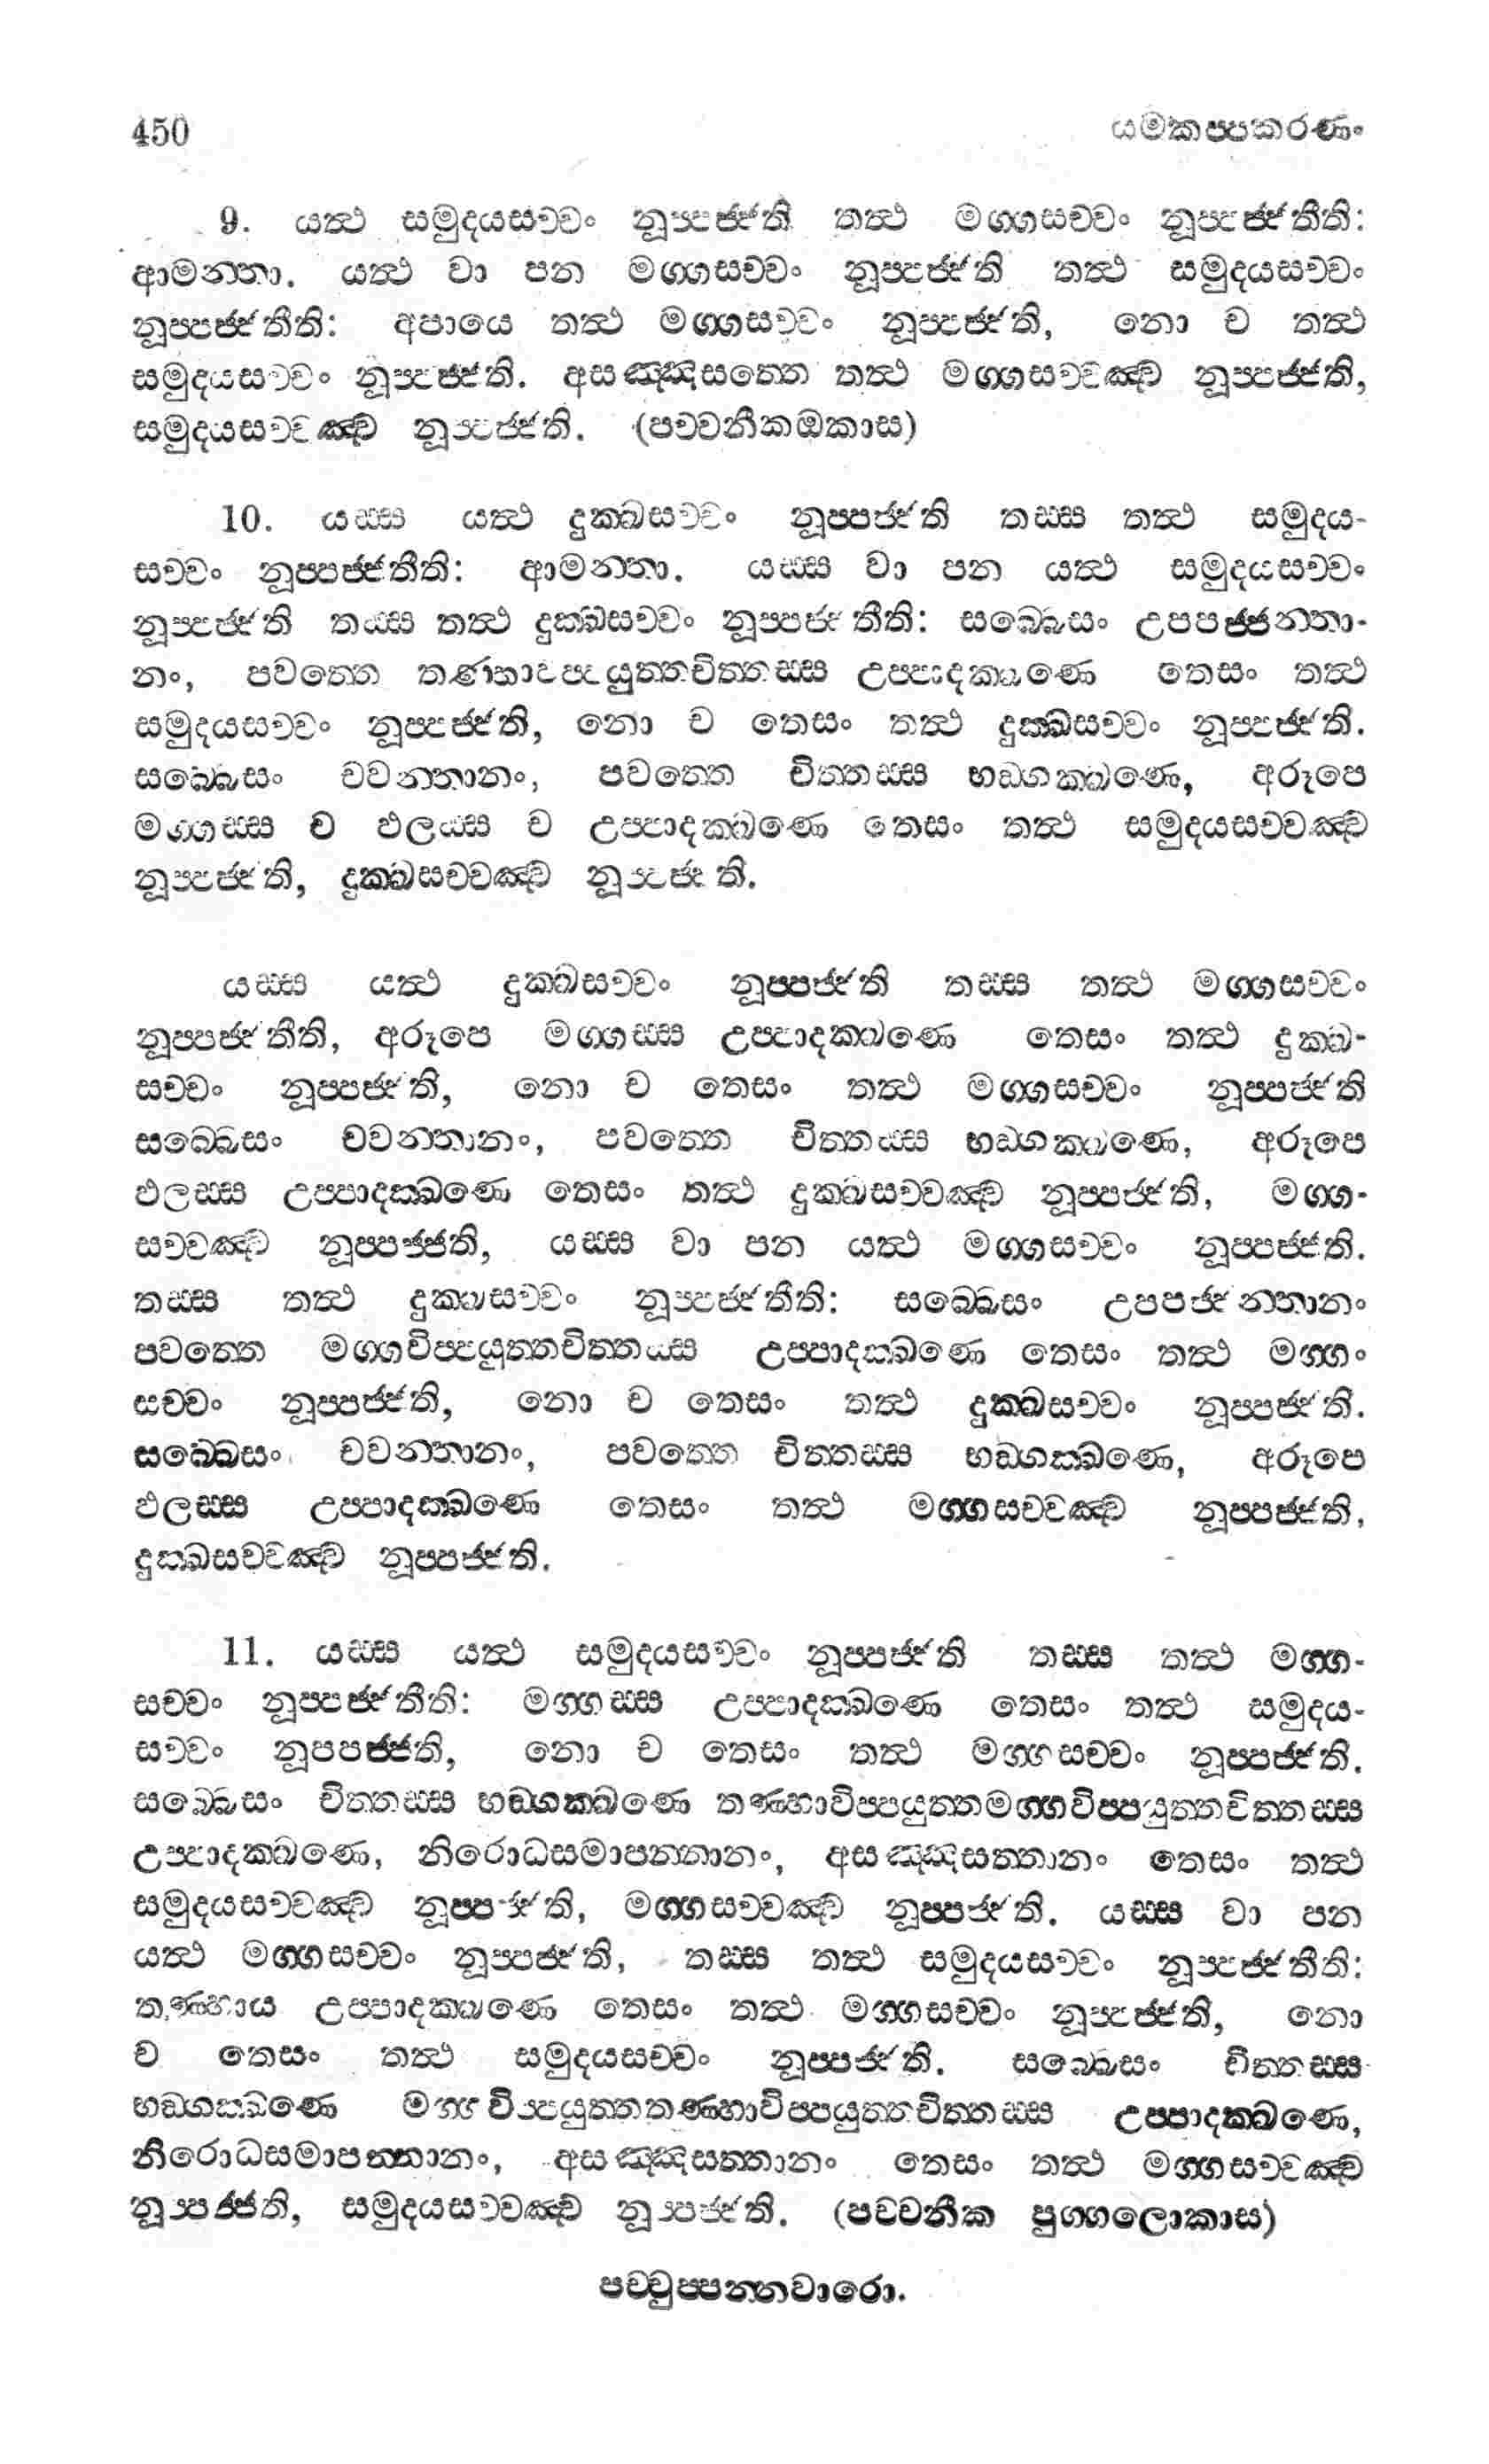 450 යමකප්පකරණං
9. යත්ථ සමුදයසච්චං නූප්පජ්ජති තත්ථ මග්ගසච්චං නූප්පජ්ජතීති:
ආමන්තා. යත්ථ වා පන මග්ගසච්චං නූප්පජ්ජති තත්ථ සමුදයසච්චං
නූප්පජ්ජතීති: අපායෙ තත්ථ මග්ගසච්චං නූප්පජ්ජති, නො ච තත්ථ
සමුදයසච්චං නූප්පජ්ජති. අසඤ්ඤසත්තෙ තත්ථ මග්ගසච්චඤ්ච නූප්පජ්ජති,
සමුදයසච්චඤ්ච නූප්පජ්ජති. (පච්චනීකඔකාස)
10. යස්ස යත්ථ දුක්ඛසච්චං නූප්පජ්ජති තස්ස තත්ථ සමුදය-
සච්චං නූප්පජ්ජතීති: ආමන්තා. යස්ස වා පන යත්ථ සමුදයසච්චං
නූප්පජ්ජති තස්ස තත්ථ දුක්ඛසච්චං නූප්පජ්ජතීති: සබ්බෙසං උපපජ්ජන්තා-
නං, පවත්තෙ තණ්හාවිප්පයුත්තචිත්තස්ස උප්පාදක්ඛණෙ තෙසං තත්ථ
සමුදයසච්චං නූප්පජ්ජති, නො ච තෙසං තත්ථ දුක්ඛසච්චං නූප්පජ්ජති.
සබ්බෙසං චවන්තානං, පවත්තෙ චිත්තස්ස භඞ්ගක්ඛණෙ, අරූපෙ
මග්ගස්ස ච ඵලස්ස ච උප්පාදක්ඛණෙ තෙසං තත්ථ සමුදයසච්චඤ්ච
නූප්පජ්ජති, දුක්ඛසච්චඤ්ච නූප්පජ්ජති.
යස්ස යත්ථ දුක්ඛසච්චං නූප්පජ්ජති තස්ස තත්ථ මග්ගසච්චං
නූප්පජ්ජතීති, අරූපෙ මග්ගස්ස උප්පාදක්ඛණෙ තෙසං තත්ථ දුක්ඛ-
සච්චං නූප්පජ්ජති, නො ච තෙසං තත්ථ මග්ගසච්චං නූප්පජ්ජති
සබ්බෙසං චවන්තානං, පවත්තෙ චිත්තස්ස භඞ්ගක්ඛණෙ, අරූපෙ
ඵලස්ස උප්පාදක්ඛණෙ තෙසං තත්ථ දුක්ඛසච්චඤ්ච නූප්පජ්ජති, මග්ග-
සච්චඤ්ච නූප්පජ්ජති, යස්ස වා පන යත්ථ මග්ගසච්චං නූප්පජ්ජති.
තස්ස තත්ථ දුක්ඛසච්චං නූප්පජ්ජතීති: සබ්බෙසං උපපජ්ජන්තානං
පවත්තෙ මග්ගවිප්පයුත්තචිත්තස්ස උප්පාදක්ඛණෙ තෙසං තත්ථ මග්ගං
සච්චං නූප්පජ්ජති, නො ච තෙසං තත්ථ දුක්ඛසච්චං නූප්පජ්ජති.
සබ්බෙසං චවන්තානං, පවත්තෙ චිත්තස්ස භඞ්ගක්ඛණෙ, අරූපෙ
ඵලස්ස උප්පාදක්ඛණෙ තෙසං තත්ථ මග්ගසච්චඤ්ච නූප්පජ්ජති,
දුක්ඛසච්චඤ්ච නූප්පජ්ජති.
11. යස්ස යත්ථ සමුදයසච්චං නූප්පජ්ජති තස්ස තත්ථ මග්ග-
සච්චං නූප්පජ්ජතීති: මග්ගස්ස උප්පාදක්ඛණෙ තෙසං තත්ථ සමුදය-
සච්චං නූපපජ්ජති, නො ච තෙසං තත්ථ මග්ගසච්චං නූප්පජ්ජති.
සබ්බෙසං චිත්තස්ස භඞ්ගක්ඛණෙ තණ්හාවිප්පයුත්තමග්ගවිප්පයුත්තචිත්තස්ස
උප්පාදක්ඛණෙ, නිරොධසමාපන්නානං, අසඤ්ඤසත්තානං තෙසං තත්ථ
සමුදයසච්චඤ්ච නූප්පජ්ජති, මග්ගසච්චඤ්ච නූප්පජ්ජති. යස්ස වා පන
යත්ථ මග්ගසච්චං නූප්පජ්ජති, තස්ස තත්ථ සමුදයසච්චං නූප්පජ්ජතීති:
තණ්හාය උප්පාදක්ඛණෙ තෙසං තත්ථ මග්ගසච්චං නූප්පජ්ජති, නො
ච තෙසං තත්ථ සමුදයසච්චං නූප්පජ්ජති. සබ්බෙසං චිත්තස්ස
භඞ්ගක්ඛණෙ මග්ගවිප්පයුත්තතණ්හාවිප්පයුත්තචිත්තස්ස උප්පාදක්ඛණෙ,
නිරොධසමාපන්නානං, අසඤ්ඤසත්තානං තෙසං තත්ථ මග්ගසච්චඤ්ච
නූප්පජ්ජති, සමුදයසච්චඤ්ච නූප්පජ්ජති. (පච්චනීක පුග්ගලොකාස)
පච්චුප්පන්නවාරො.